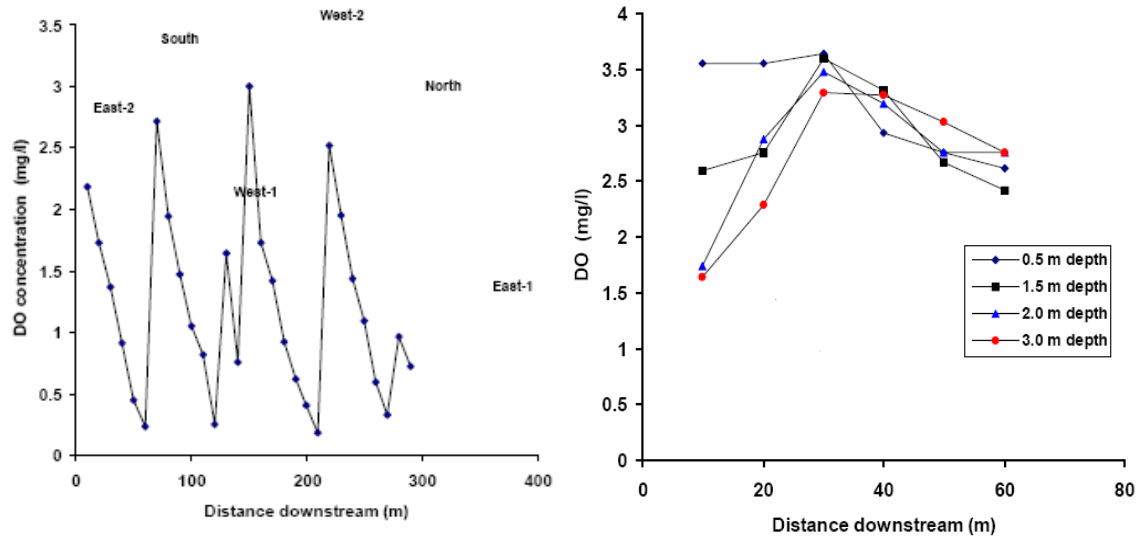 3.5
3
2.5
2
1.5
1
0.5
0
0
100
200
300
400
DO concentration (mg/l)
Distance downstream (m)
East-2
South
West-1
West-2
North
East-1
4
3.5
3
2.5
2
1.5
1
0.5
0
0
20
40
60
80
DO (mg/l)
Distance downstream (m)
0.5 m depth
1.5 m depth
2.0 m depth
3.0 m depth